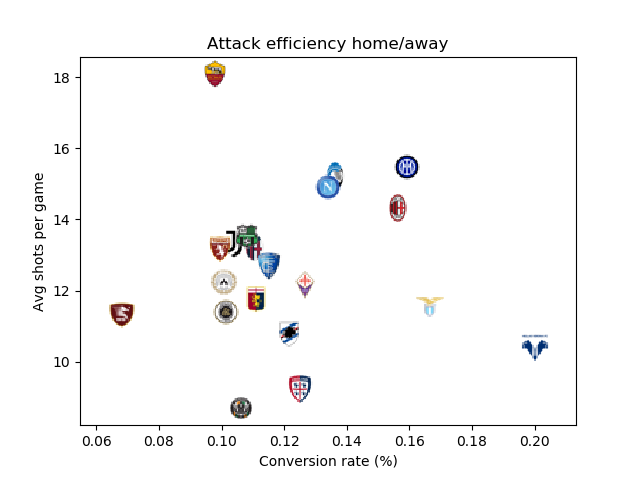 Attack efficiency home/away
Avg shots per game
18
16
14
12
10
0.06 0.08 0.10 0.12 0.14 0.16 0.18 0.20
Conversion rate (%)